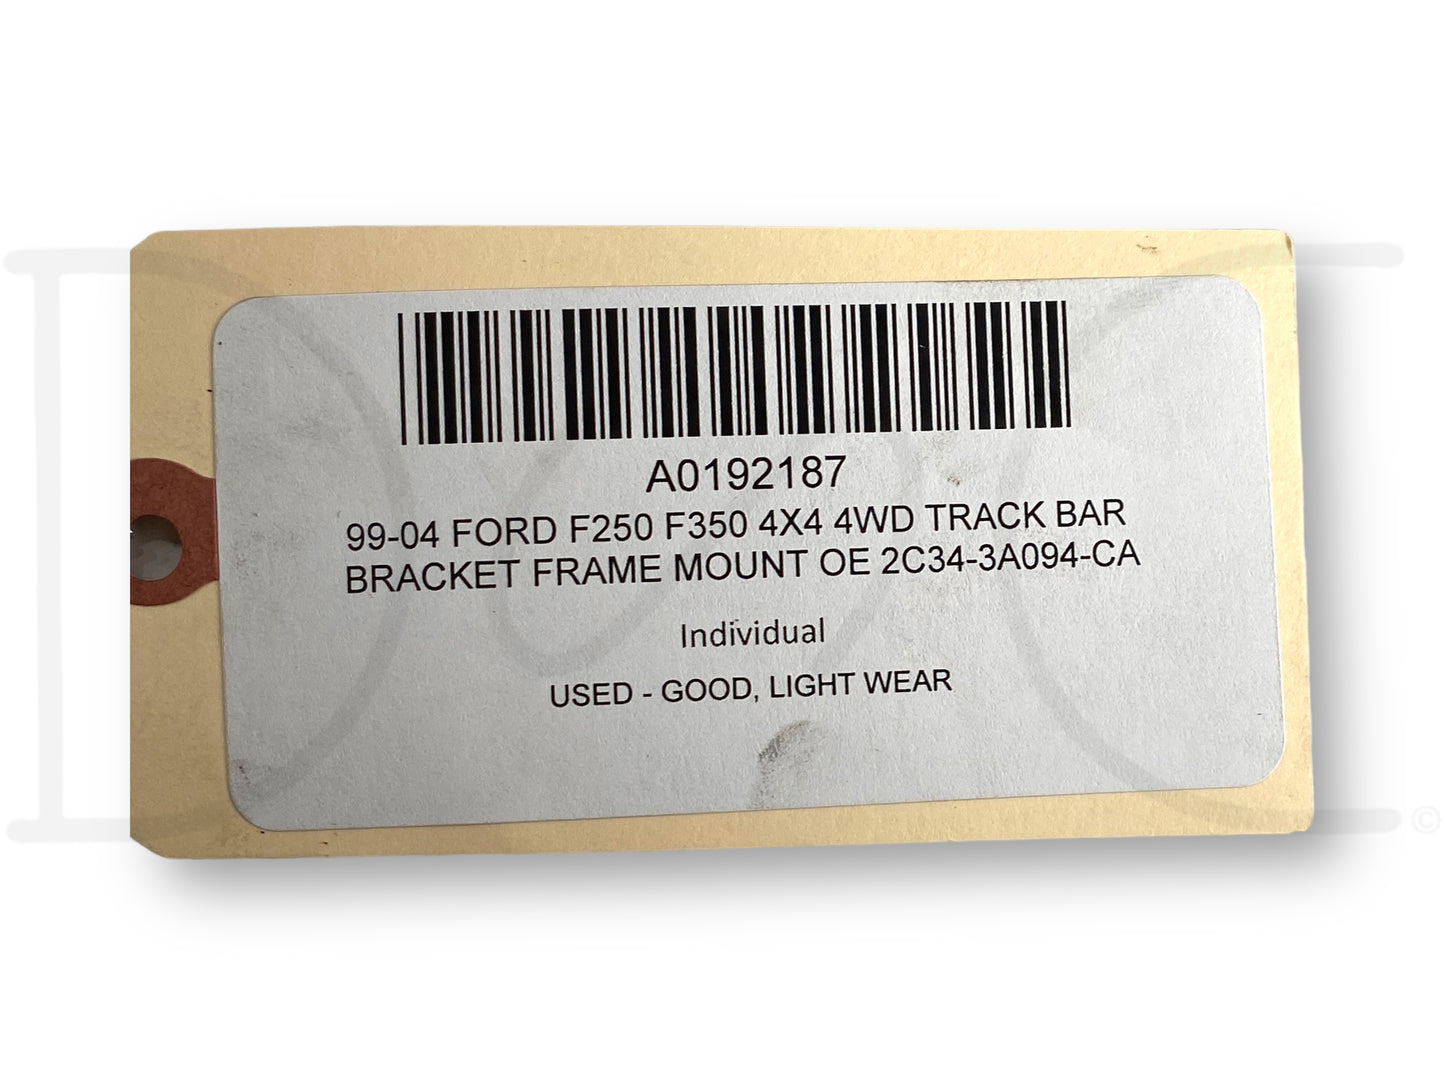 A0192187
99-04 FORD F250 F350 4X4 4WD TRACK BAR
BRACKET FRAME MOUNT OE 2C34-3A094-CA
Individual
USED - GOOD, LIGHT WEAR
©